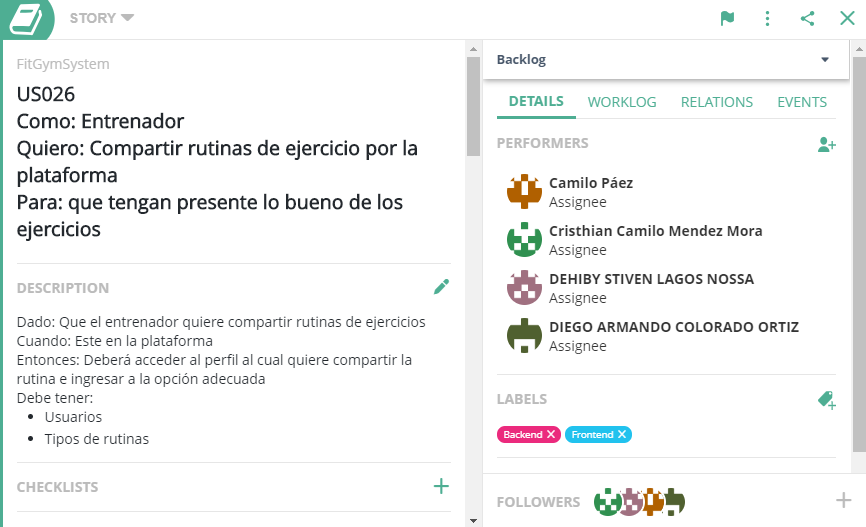 STORY
FitGymSystem
US026
Como: Entrenador
Quiero: Compartir rutinas de ejercicio por la
plataforma
Para: que tengan presente lo bueno de los
ejercicios
DESCRIPTION
Dado: Que el entrenador quiere compartir rutinas de ejercicios
Cuando: Este en la plataforma
Entonces: Deberá acceder al perfil al cual quiere compartir la
rutina e ingresar a la opción adecuada
Debe tener:
Usuarios
Tipos de rutinas
CHECKLISTS
Backlog
DETAILS WORKLOG RELATIONS EVENTS
PERFORMERS
Camilo Páez
Assignee
Cristhian Camilo Mendez Mora
Assignee
DEHIBY STIVEN LAGOS NOSSA
Assignee
DIEGO ARMANDO COLORADO ORTIZ
Assignee
LABELS
Backend X Frontend X
FOLLOWERS